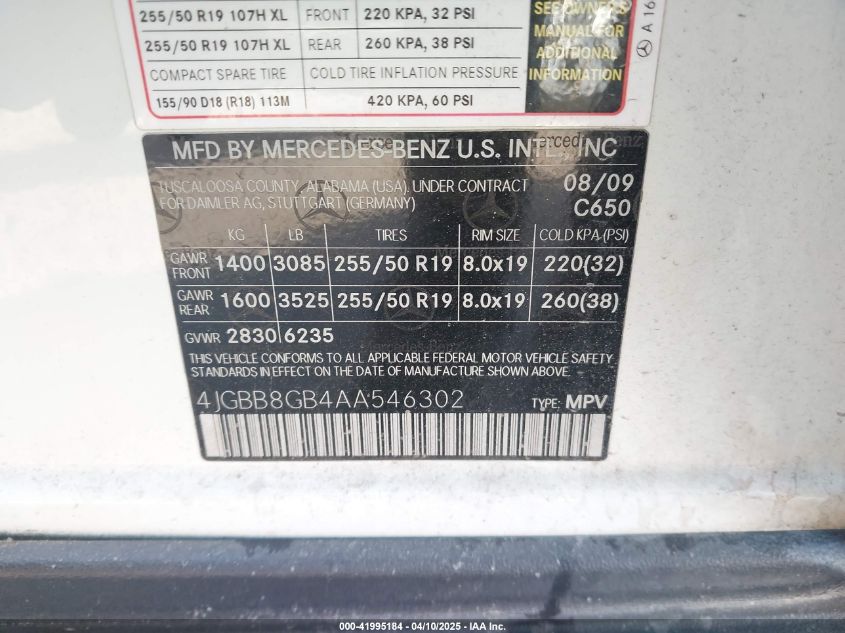 255/50 R19 107H XL FRONT 220 KPA, 32 PSI
255/50 R19 107H XL REAR 260 KPA, 38 PSI
COMPACT SPARE TIRE COLD TIRE INFLATION PRESSURE
155/90 D18 (R18) 113M 420 KPA, 60 PSI
SEE OWNERS
MANUAL FOR
ADDITIONAL
INFORMATION
A 16
MFD BY MERCEDES-BENZ U.S. INT'L, INC
TUSCALOOSA COUNTY, ALABAMA (USA). UNDER CONTRACT 08/09
FOR DAIMLER AG, STUTTGART (GERMANY) C650
KG LB TIRES RIM SIZE COLD KPA(PSI)
GAWR FRONT 1400 3085 255/50 R19 8.0x19 220(32)
GAWR REAR 1600 3525 255/50 R19 8.0x19 260(38)
GVWR 2830 6235
Mercedes-Benz
THIS VEHICLE CONFORMS TO ALL APPLICABLE FEDERAL MOTOR VEHICLE SAFETY
STANDARDS IN EFFECT ON THE DATE OF MANUFACTURE SHOWN ABOVE.
4JGBB8GB4AA546302 TYPE: MPV
000-41995184 - 04/10/2025 - IAA Inc.